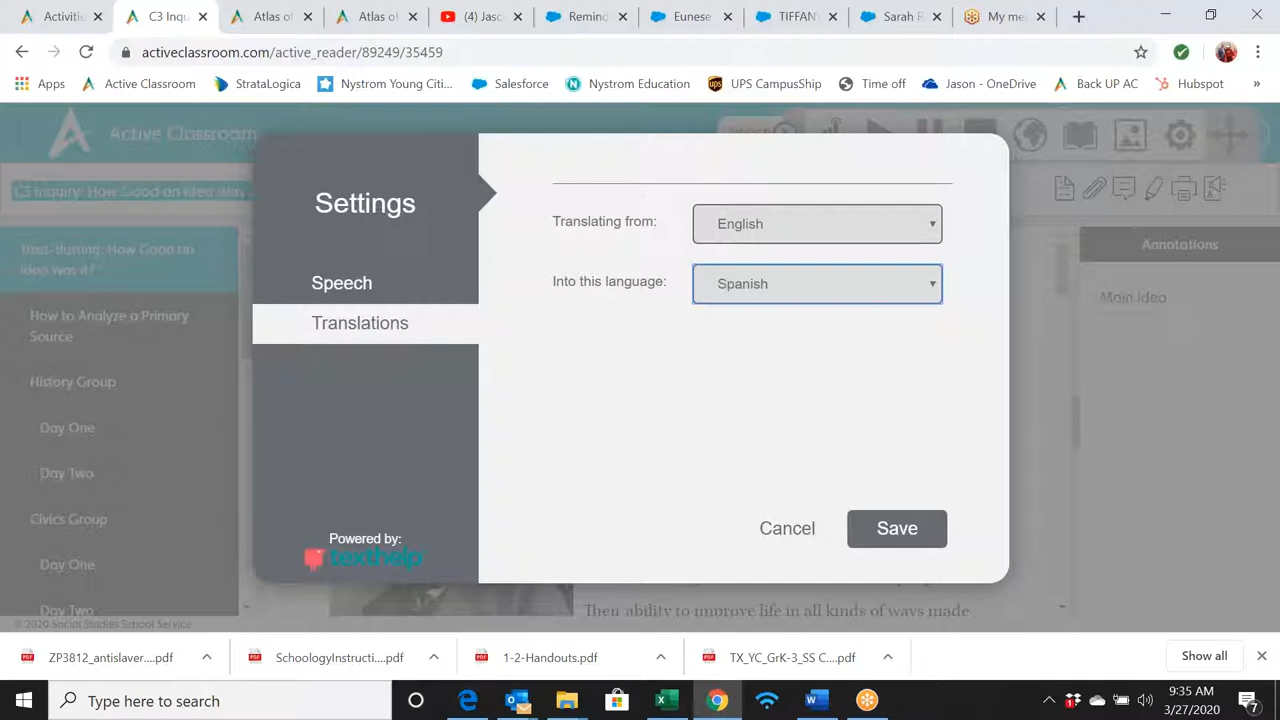 Activiti
C3 Inqu
Atlas of
Atlas of
(4) Jasc
Remind
Eunese
TIFFAN
Sarah R
My me
activeclassroom.com/active_reader/89249/35459
Apps
Active Classroom
StrataLogica
Nystrom Young Citi...
Salesforce
Nystrom Education
UPS CampusShip
Time off
Jason - OneDrive
Back UP AC
Hubspot
»
Active Classroom
C3 Inquiry: How Good an Idea Was
Trust-Busting: How Good an
Idea was it?
How to Analyze a Primary
Source
History Group
Day One
Day Two
Civics Group
Day One
Day Two
© 2020 Social Studies School Service
Settings
Speech
Translations
Powered by:
texthelp
Translating from:
English
Into this language:
Spanish
Cancel
Save
Annotations
Main Idea
Their ability to improve life in all kinds of ways made
ZP3812_antislaver....pdf
SchoologyInstructi....pdf
1-2-Handouts.pdf
TX_YC_GrK-3_SS C....pdf
Show all
Type here to search
9:35 AM
3/27/2020
7